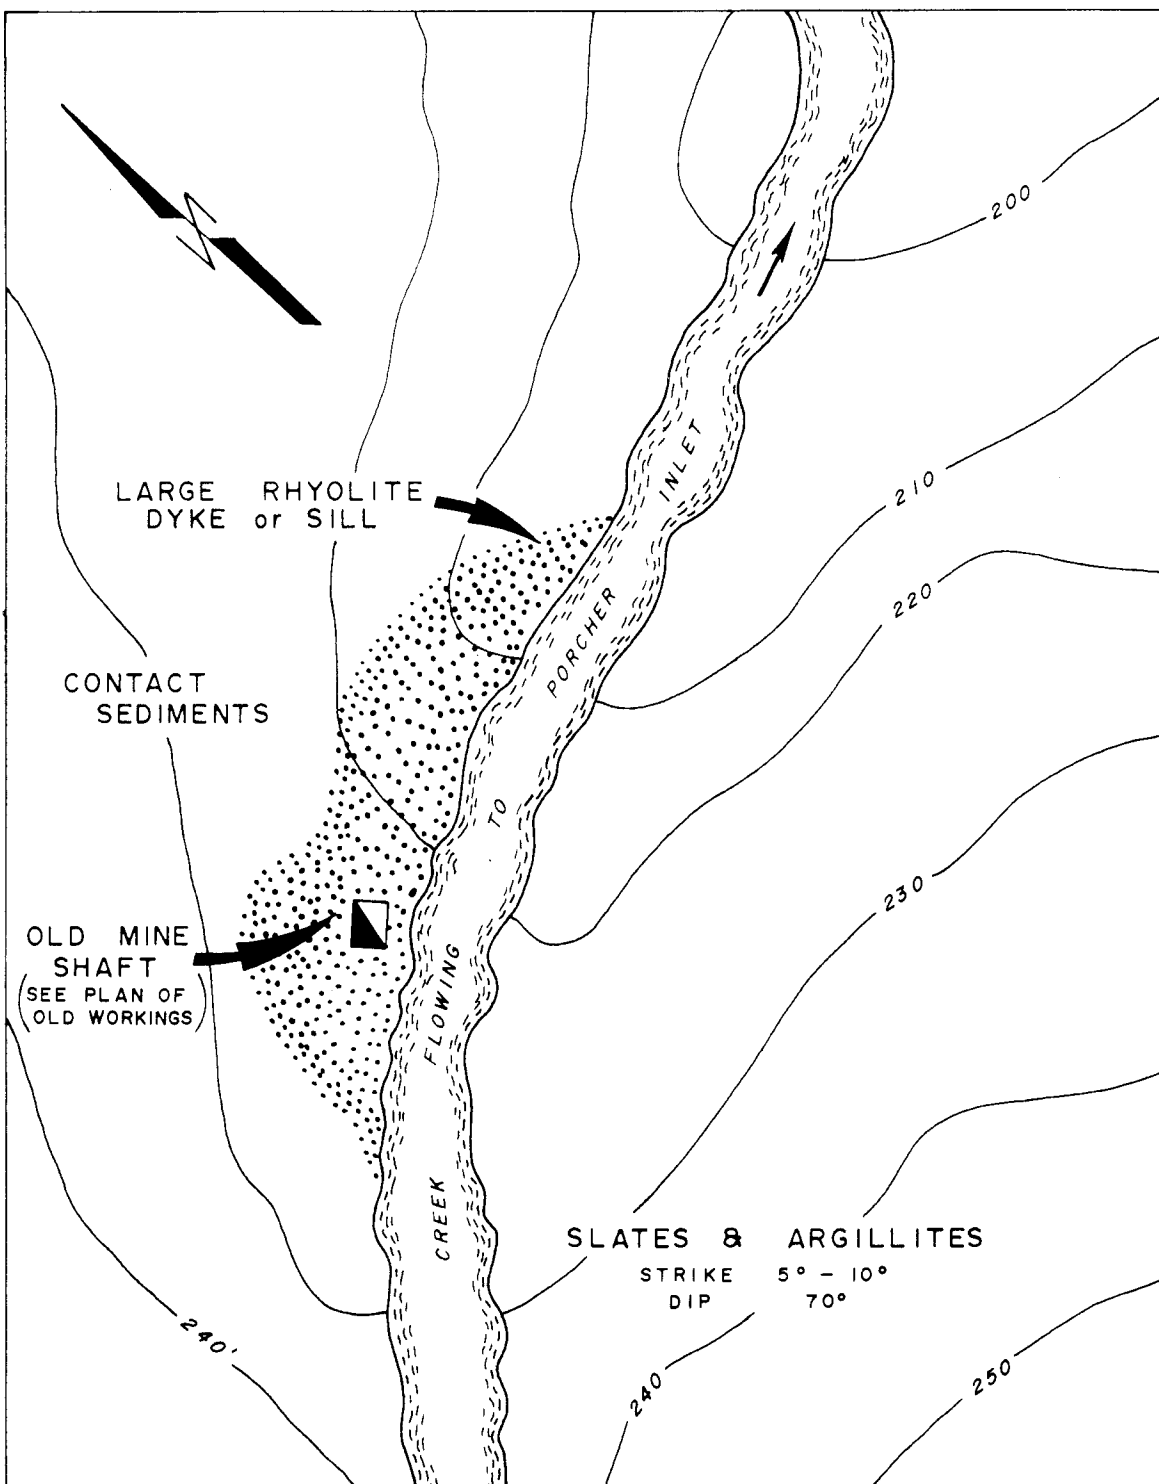 N
200
INLET
210
LARGE RHYOLITE
DYKE or SILL
220
PORCHER
CONTACT
SEDIMENTS
TO
230
OLD MINE
SHAFT
(SEE PLAN OF
OLD WORKINGS)
FLOWING
CREEK
SLATES & ARGILLITES
STRIKE 5° - 10°
DIP 70°
240'
240
250